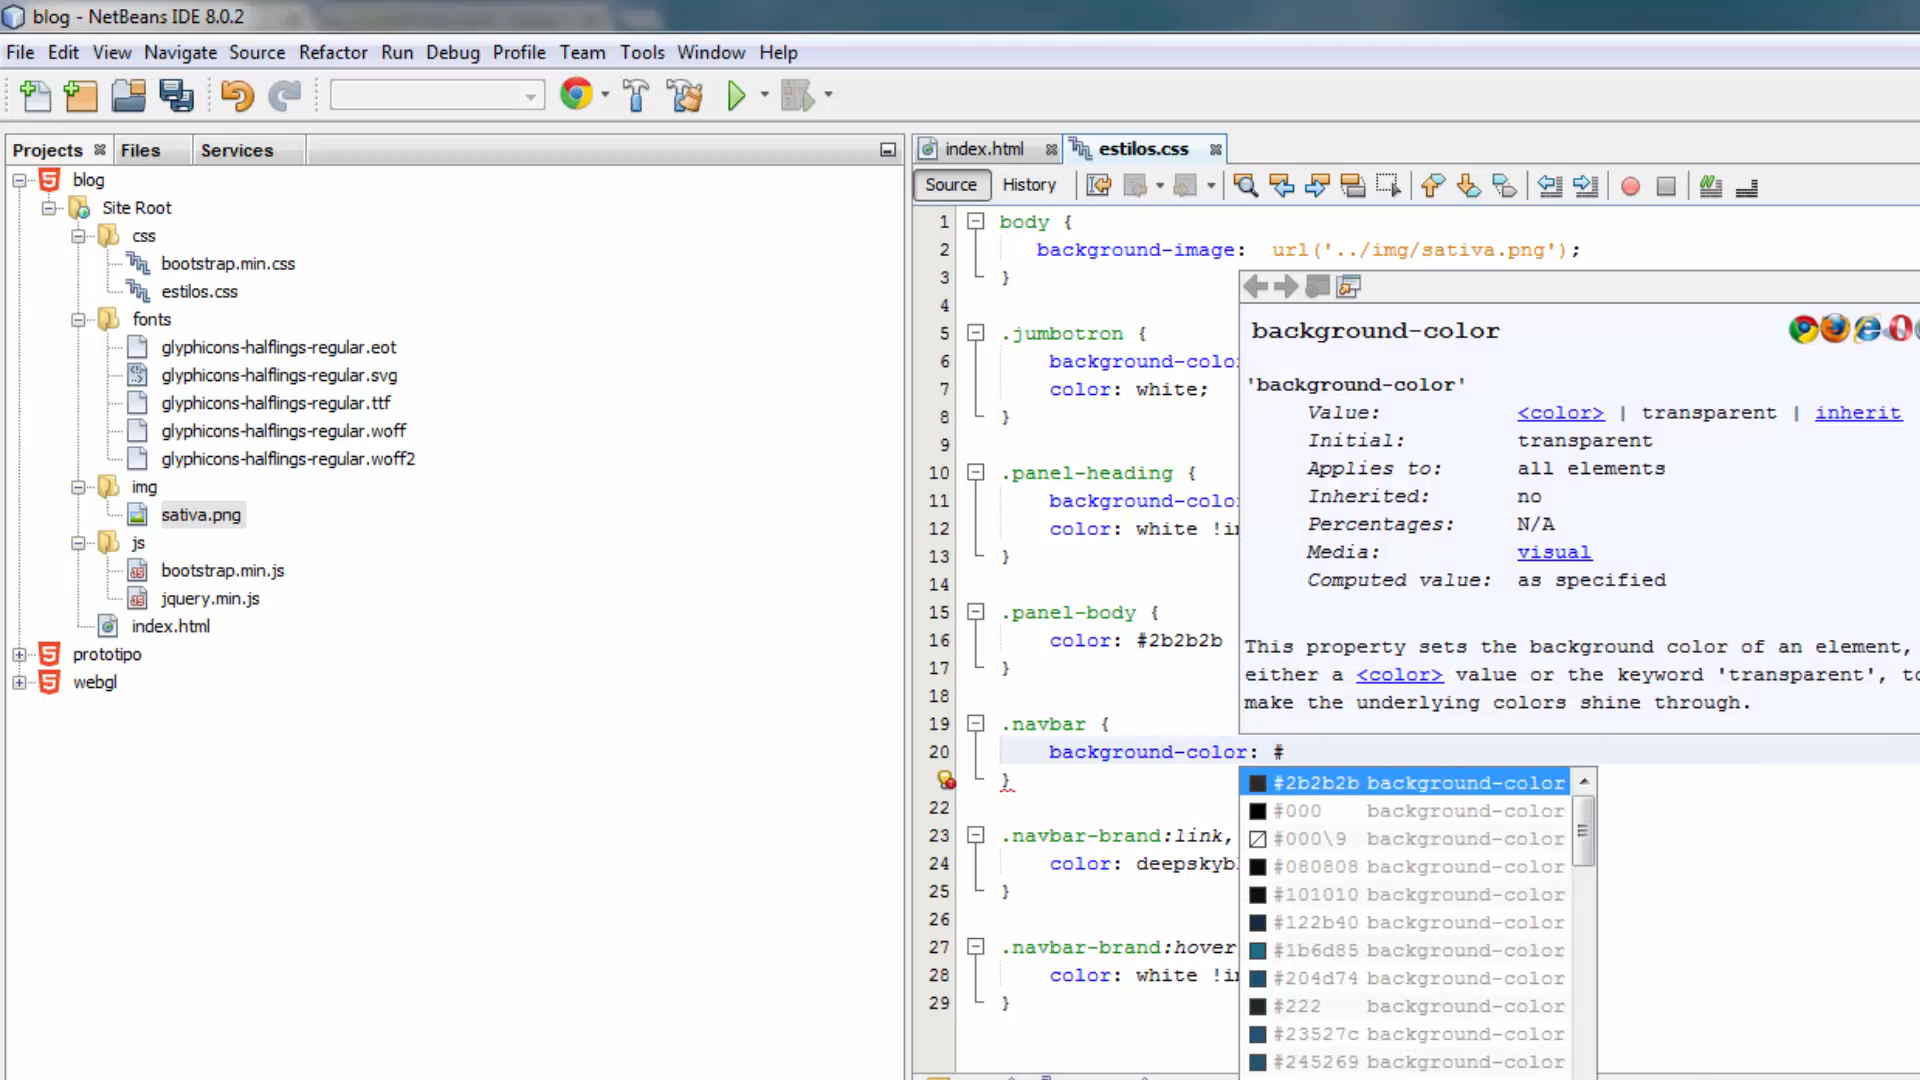 blog - NetBeans IDE 8.0.2
File Edit View Navigate Source Refactor Run Debug Profile Team Tools Window Help
Projects Files Services
blog
Site Root
css
bootstrap.min.css
estilos.css
fonts
glyphicons-halflings-regular.eot
glyphicons-halflings-regular.svg
glyphicons-halflings-regular.ttf
glyphicons-halflings-regular.woff
glyphicons-halflings-regular.woff2
img
sativa.png
js
bootstrap.min.js
jquery.min.js
index.html
prototipo
webgl
index.html estilos.css
Source History
1 body {
2 background-image: url('../img/sativa.png');
3 }
4
5 .jumbotron {
6 background-colo
7 color: white;
8 }
9
10 .panel-heading {
11 background-colo
12 color: white !i
13 }
14
15 .panel-body {
16 color: #2b2b2b
17 }
18
19 .navbar {
20 background-color: #
}
22
23 .navbar-brand:link,
24 color: deepskyb
25 }
26
27 .navbar-brand:hover
28 color: white !i
29 }
background-color
'background-color'
Value: <color> | transparent | inherit
Initial: transparent
Applies to: all elements
Inherited: no
Percentages: N/A
Media: visual
Computed value: as specified
This property sets the background color of an element,
either a <color> value or the keyword 'transparent', to
make the underlying colors shine through.
#2b2b2b background-color
#000 background-color
#000\9 background-color
#080808 background-color
#101010 background-color
#122b40 background-color
#1b6d85 background-color
#204d74 background-color
#222 background-color
#23527c background-color
#245269 background-color